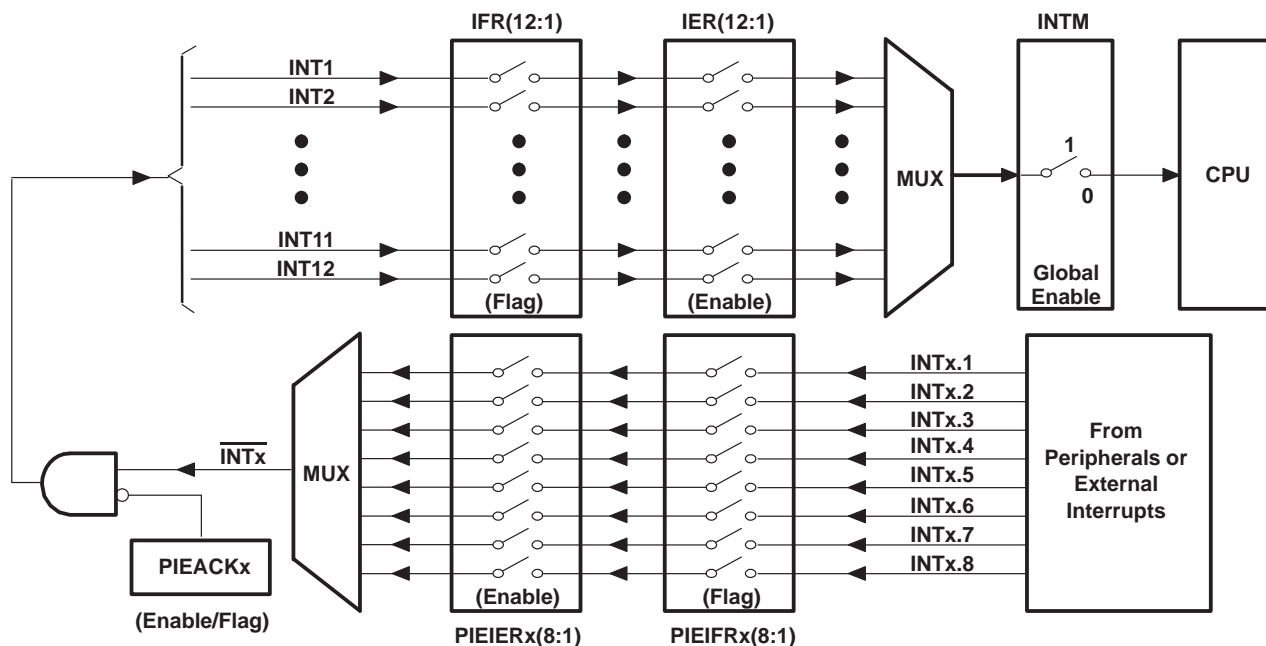 IFR(12:1) IER(12:1) INTM
INT1
INT2
1
MUX
CPU
0
INT11
INT12
Global
Enable
(Flag) (Enable)
INTx.1
INTx.2
INTx.3
INTx.4
INTx.5
INTx.6
INTx.7
INTx.8
From
Peripherals or
External
Interrupts
INTx
MUX
PIEACKx
(Enable/Flag)
(Enable) (Flag)
PIEIERx(8:1) PIEIFRx(8:1)